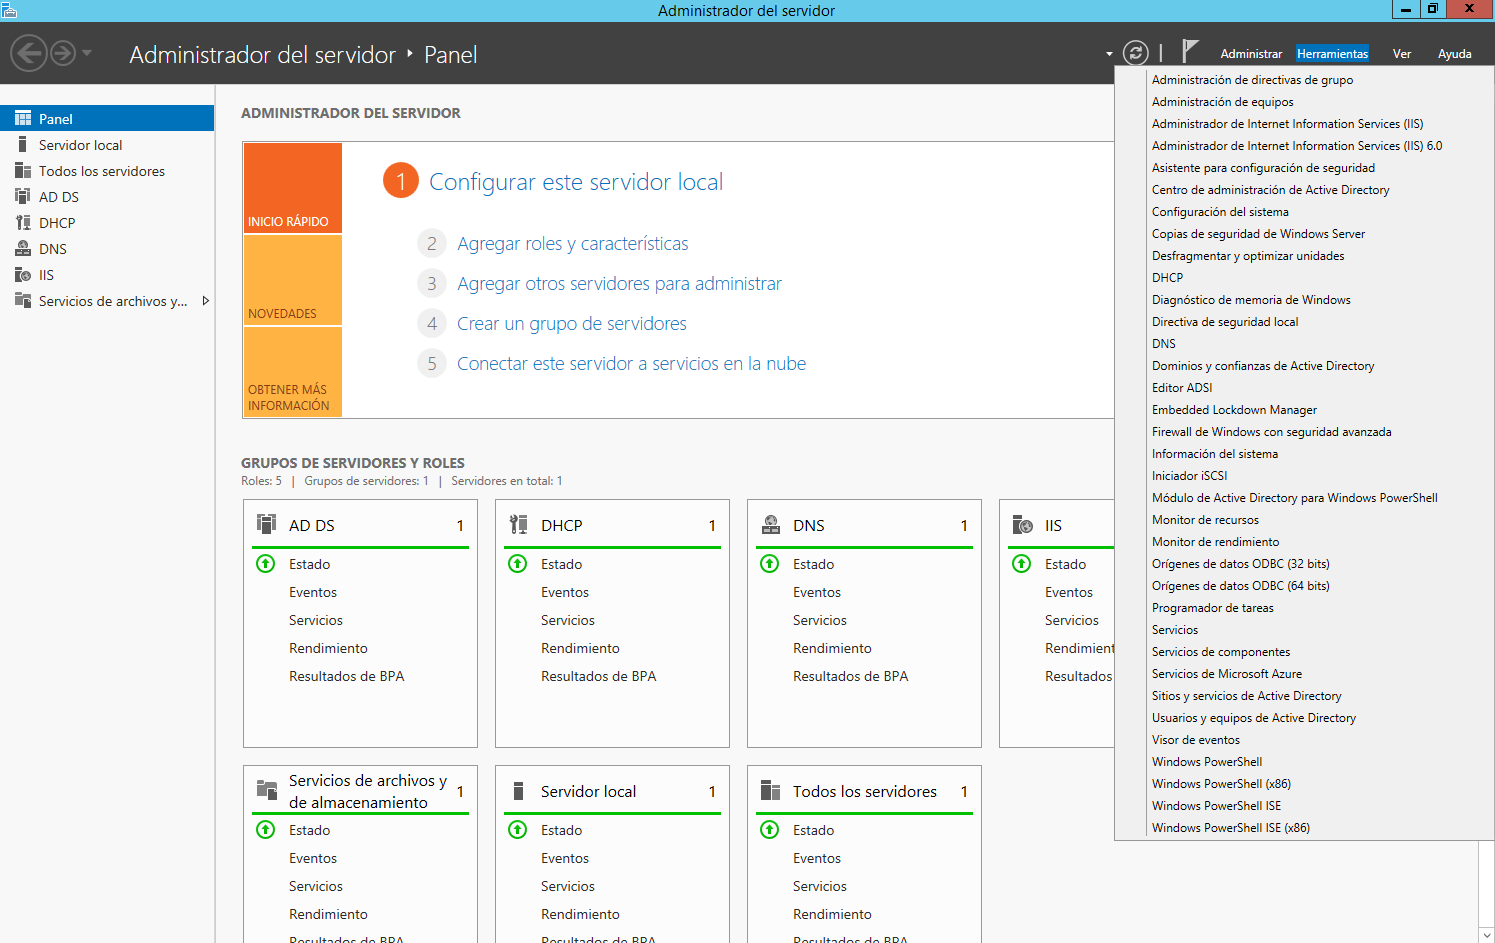 Administrador del servidor
Administrador del servidor ‣ Panel
Administrar
Herramientas
Ver
Ayuda
Panel
Servidor local
Todos los servidores
AD DS
DHCP
DNS
IIS
Servicios de archivos y...
ADMINISTRADOR DEL SERVIDOR
INICIO RÁPIDO
NOVEDADES
OBTENER MÁS
INFORMACIÓN
1 Configurar este servidor local
2 Agregar roles y características
3 Agregar otros servidores para administrar
4 Crear un grupo de servidores
5 Conectar este servidor a servicios en la nube
GRUPOS DE SERVIDORES Y ROLES
Roles: 5 | Grupos de servidores: 1 | Servidores en total: 1
AD DS 1
Estado
Eventos
Servicios
Rendimiento
Resultados de BPA
DHCP 1
Estado
Eventos
Servicios
Rendimiento
Resultados de BPA
DNS 1
Estado
Eventos
Servicios
Rendimiento
Resultados de BPA
IIS
Estado
Eventos
Servicios
Rendimient
Resultados
Servicios de archivos y
de almacenamiento 1
Estado
Eventos
Servicios
Rendimiento
Resultados de BPA
Servidor local 1
Estado
Eventos
Servicios
Rendimiento
Resultados de BPA
Todos los servidores 1
Estado
Eventos
Servicios
Rendimiento
Resultados de BPA
Administración de directivas de grupo
Administración de equipos
Administrador de Internet Information Services (IIS)
Administrador de Internet Information Services (IIS) 6.0
Asistente para configuración de seguridad
Centro de administración de Active Directory
Configuración del sistema
Copias de seguridad de Windows Server
Desfragmentar y optimizar unidades
DHCP
Diagnóstico de memoria de Windows
Directiva de seguridad local
DNS
Dominios y confianzas de Active Directory
Editor ADSI
Embedded Lockdown Manager
Firewall de Windows con seguridad avanzada
Información del sistema
Iniciador iSCSI
Módulo de Active Directory para Windows PowerShell
Monitor de recursos
Monitor de rendimiento
Orígenes de datos ODBC (32 bits)
Orígenes de datos ODBC (64 bits)
Programador de tareas
Servicios
Servicios de componentes
Servicios de Microsoft Azure
Sitios y servicios de Active Directory
Usuarios y equipos de Active Directory
Visor de eventos
Windows PowerShell
Windows PowerShell (x86)
Windows PowerShell ISE
Windows PowerShell ISE (x86)